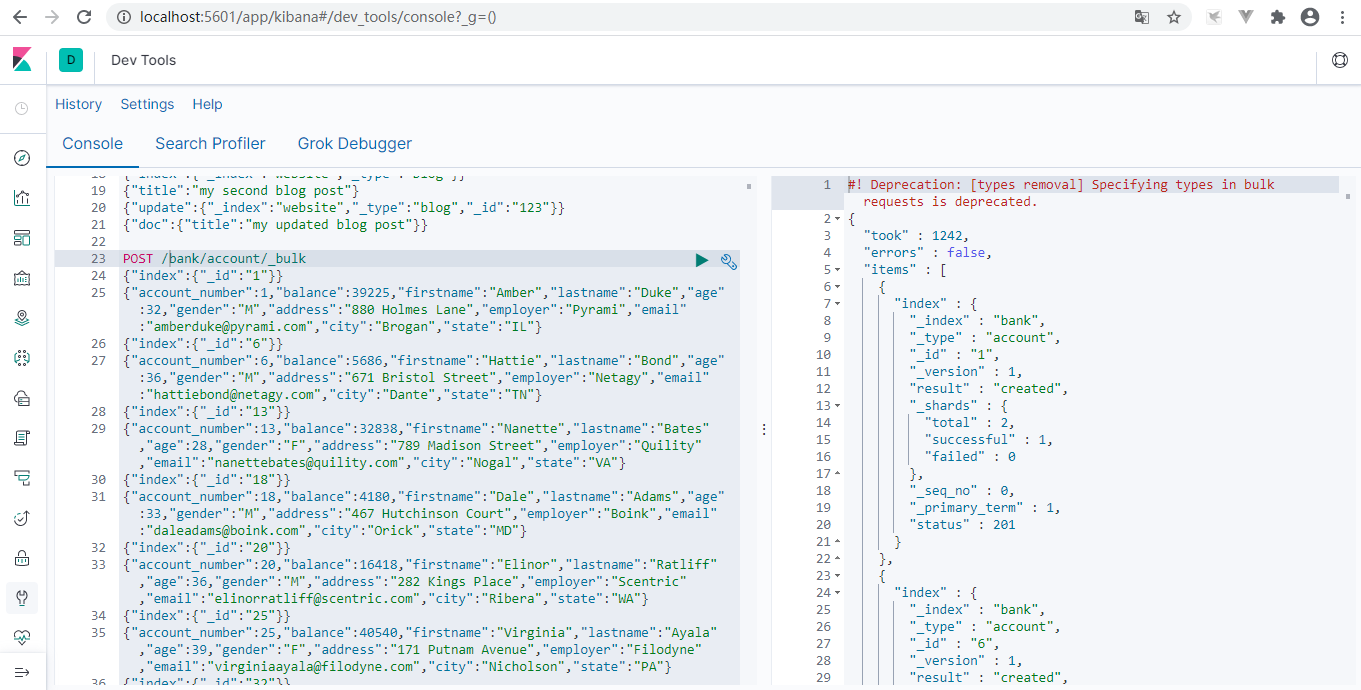 localhost:5601/app/kibana#/dev_tools/console?_g=()
D
Dev Tools
History Settings Help
Console Search Profiler Grok Debugger
18 {"index":{"_index":"website","_type":"blog"}}
19 {"title":"my second blog post"}
20 {"update":{"_index":"website","_type":"blog","_id":"123"}}
21 {"doc":{"title":"my updated blog post"}}
22
23 POST /bank/account/_bulk
24 {"index":{"_id":"1"}}
25 {"account_number":1,"balance":39225,"firstname":"Amber","lastname":"Duke","age"
:32,"gender":"M","address":"880 Holmes Lane","employer":"Pyrami","email"
:"amberduke@pyrami.com","city":"Brogan","state":"IL"}
26 {"index":{"_id":"6"}}
27 {"account_number":6,"balance":5686,"firstname":"Hattie","lastname":"Bond","age"
:36,"gender":"M","address":"671 Bristol Street","employer":"Netagy","email"
:"hattiebond@netagy.com","city":"Dante","state":"TN"}
28 {"index":{"_id":"13"}}
29 {"account_number":13,"balance":32838,"firstname":"Nanette","lastname":"Bates"
,"age":28,"gender":"F","address":"789 Madison Street","employer":"Quility"
,"email":"nanettebates@quility.com","city":"Nogal","state":"VA"}
30 {"index":{"_id":"18"}}
31 {"account_number":18,"balance":4180,"firstname":"Dale","lastname":"Adams","age"
:33,"gender":"M","address":"467 Hutchinson Court","employer":"Boink","email"
:"daleadams@boink.com","city":"Orick","state":"MD"}
32 {"index":{"_id":"20"}}
33 {"account_number":20,"balance":16418,"firstname":"Elinor","lastname":"Ratliff"
,"age":36,"gender":"M","address":"282 Kings Place","employer":"Scentric"
,"email":"elinorratliff@scentric.com","city":"Ribera","state":"WA"}
34 {"index":{"_id":"25"}}
35 {"account_number":25,"balance":40540,"firstname":"Virginia","lastname":"Ayala"
,"age":39,"gender":"F","address":"171 Putnam Avenue","employer":"Filodyne"
,"email":"virginiaayala@filodyne.com","city":"Nicholson","state":"PA"}
36 {"index":{"_id":"32"}}
1 #! Deprecation: [types removal] Specifying types in bulk
requests is deprecated.
2 {
3 "took" : 1242,
4 "errors" : false,
5 "items" : [
6 {
7 "index" : {
8 "_index" : "bank",
9 "_type" : "account",
10 "_id" : "1",
11 "_version" : 1,
12 "result" : "created",
13 "_shards" : {
14 "total" : 2,
15 "successful" : 1,
16 "failed" : 0
17 },
18 "_seq_no" : 0,
19 "_primary_term" : 1,
20 "status" : 201
21 }
22 },
23 {
24 "index" : {
25 "_index" : "bank",
26 "_type" : "account",
27 "_id" : "6",
28 "_version" : 1,
29 "result" : "created",